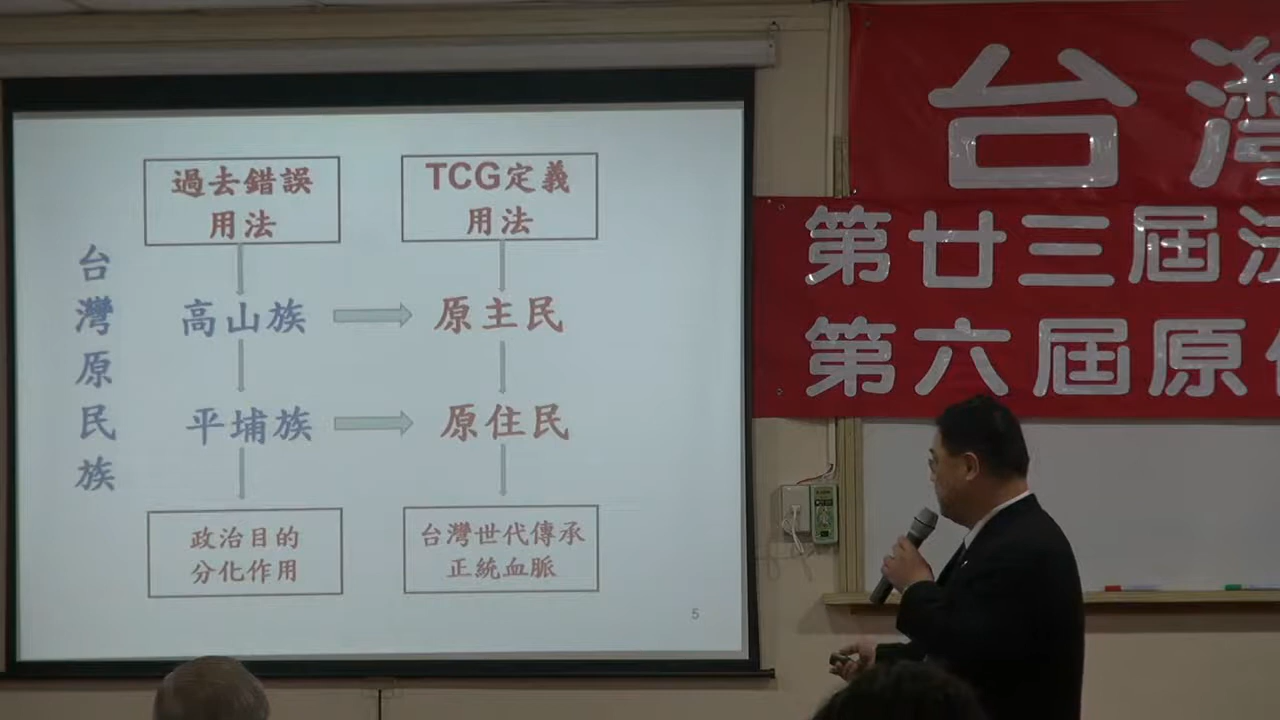 過去錯誤
用法
TCG定義
用法
台灣原民族
高山族
原主民
平埔族
原住民
政治目的
分化作用
台灣世代傳承
正統血脈
5
台灣
第廿三屆法
第六屆原住